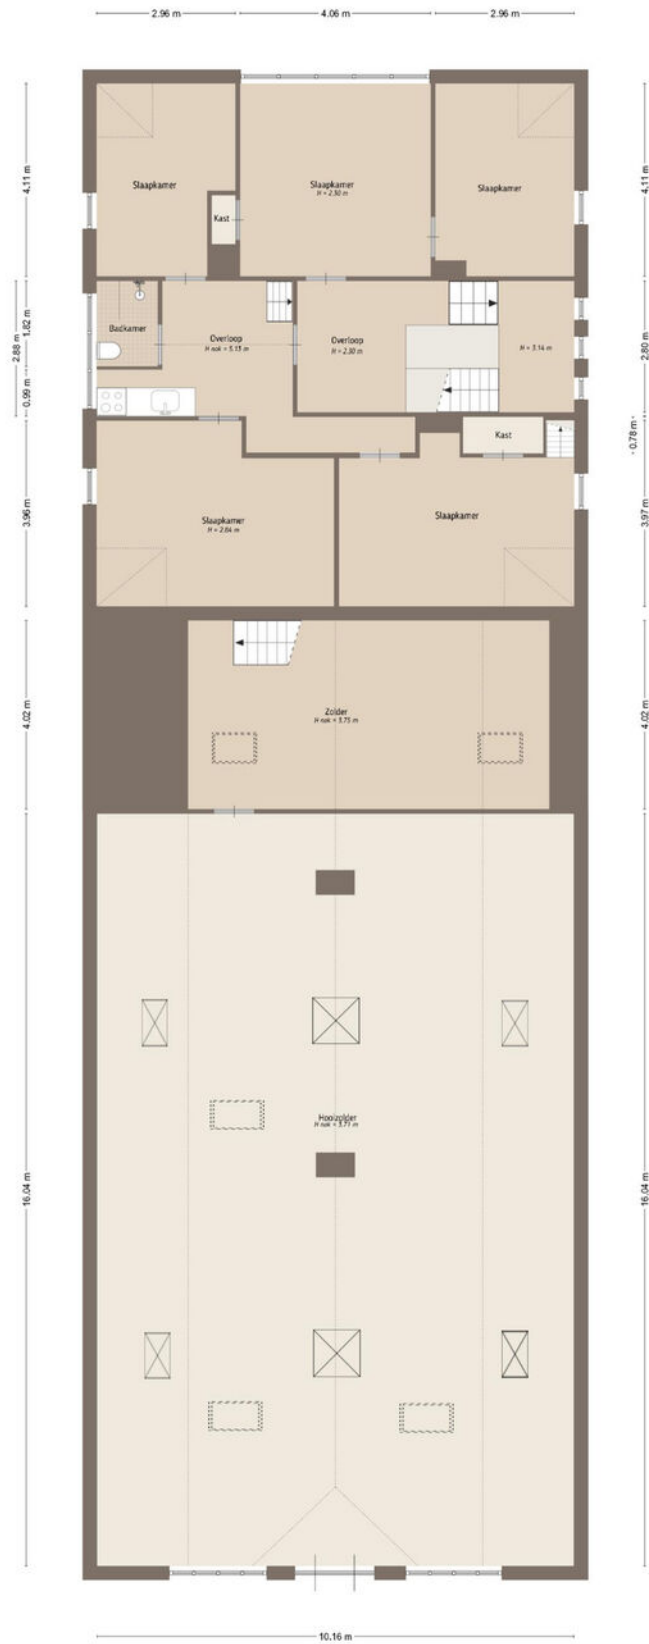 2.96 m 4.06 m 2.96 m
4.11 m
4.11 m
Slaapkamer
Slaapkamer
H = 2.30 m
Slaapkamer
Kast
2.88 m
1.82 m
0.99 m
2.80 m
Badkamer
Overloop
H nok = 5.13 m
Overloop
H = 2.30 m
H = 3.14 m
0.78 m
Kast
3.96 m
3.97 m
Slaapkamer
H = 2.64 m
Slaapkamer
4.02 m
4.02 m
Zolder
H nok = 3.75 m
16.04 m
16.04 m
Hooizolder
H nok = 5.71 m
10.16 m